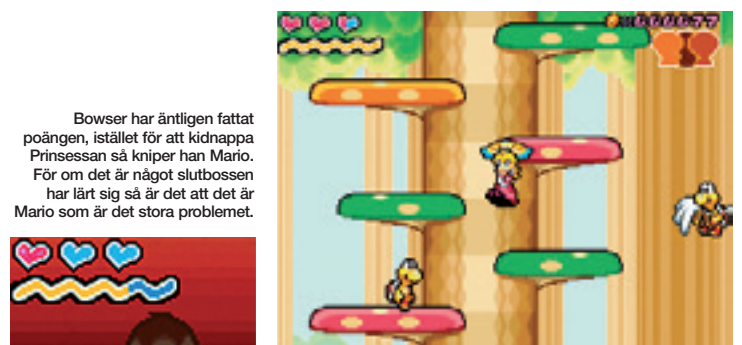 Bowser har äntligen fattat
poängen, istället för att kidnappa
Prinsessan så kniper han Mario.
För om det är något slutbossen
har lärt sig så är det att det är
Mario som är det stora problemet.